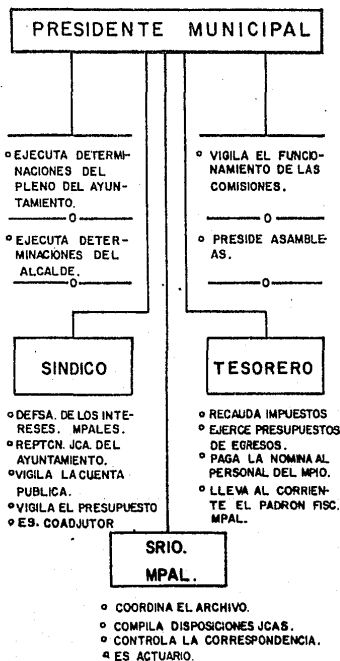 PRESIDENTE MUNICIPAL
o EJECUTA DETERMI-
NACIONES DEL
PLENO DEL AYUN-
TAMIENTO.
o
o EJECUTA DETER-
MINACIONES DEL
ALCALDE.
o
o VIGILA EL FUNCIO-
NAMIENTO DE LAS
COMISIONES.
o
o PRESIDE ASAMBLE-
AS.
o
SINDICO
o DEFSA. DE LOS INTE-
RESES. MPALES.
o REPTCN. JCA. DEL
AYUNTAMIENTO.
o VIGILA LA CUENTA
PUBLICA.
o VIGILA EL PRESUPUESTO
o ES. COADJUTOR
TESORERO
o RECAUDA IMPUESTOS
o EJERCE PRESUPUESTOS
DE EGRESOS.
o PAGA LA NOMINA AL
PERSONAL DEL MPIO.
o LLEVA AL CORRIEN-
TE EL PADRON FISC.
MPAL.
SRIO.
MPAL.
o COORDINA EL ARCHIVO.
o COMPILA DISPOSICIONES JCAS.
o CONTROLA LA CORRESPONDENCIA.
o ES ACTUARIO.